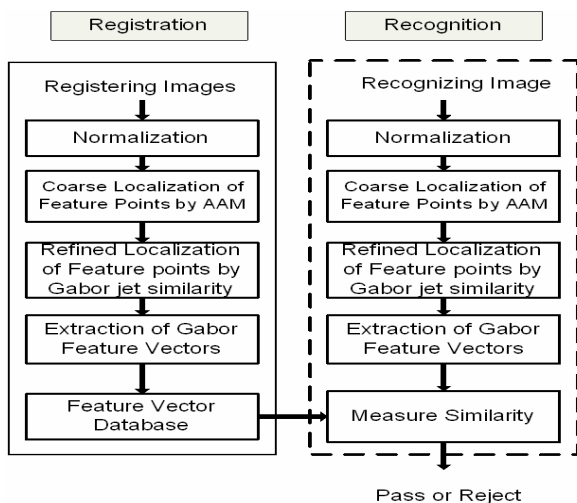 Registration
Registering Images
Normalization
Coarse Localization of
Feature Points by AAM
Refined Localization
of Feature points by
Gabor jet similarity
Extraction of Gabor
Feature Vectors
Feature Vector
Database
Recognition
Recognizing Image
Normalization
Coarse Localization of
Feature Points by AAM
Refined Localization
of Feature points by
Gabor jet similarity
Extraction of Gabor
Feature Vectors
Measure Similarity
Pass or Reject